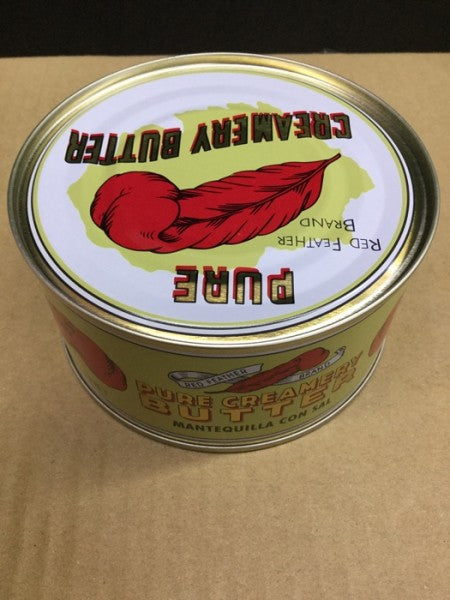 PURE
RED FEATHER
BRAND
CREAMERY BUTTER
RED FEATHER BRAND
PURE CREAMERY
BUTTER
MANTEQUILLA CON SAL